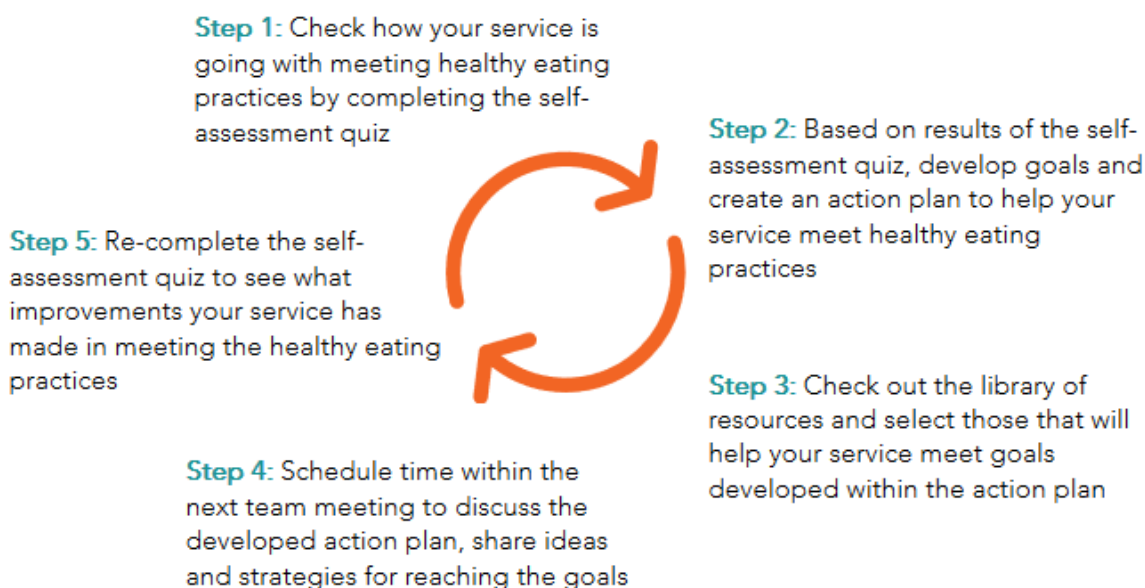 Step 1: Check how your service is
going with meeting healthy eating
practices by completing the self-
assessment quiz
Step 2: Based on results of the self-
assessment quiz, develop goals and
create an action plan to help your
service meet healthy eating
practices
Step 3: Check out the library of
resources and select those that will
help your service meet goals
developed within the action plan
Step 4: Schedule time within the
next team meeting to discuss the
developed action plan, share ideas
and strategies for reaching the goals
Step 5: Re-complete the self-
assessment quiz to see what
improvements your service has
made in meeting the healthy eating
practices